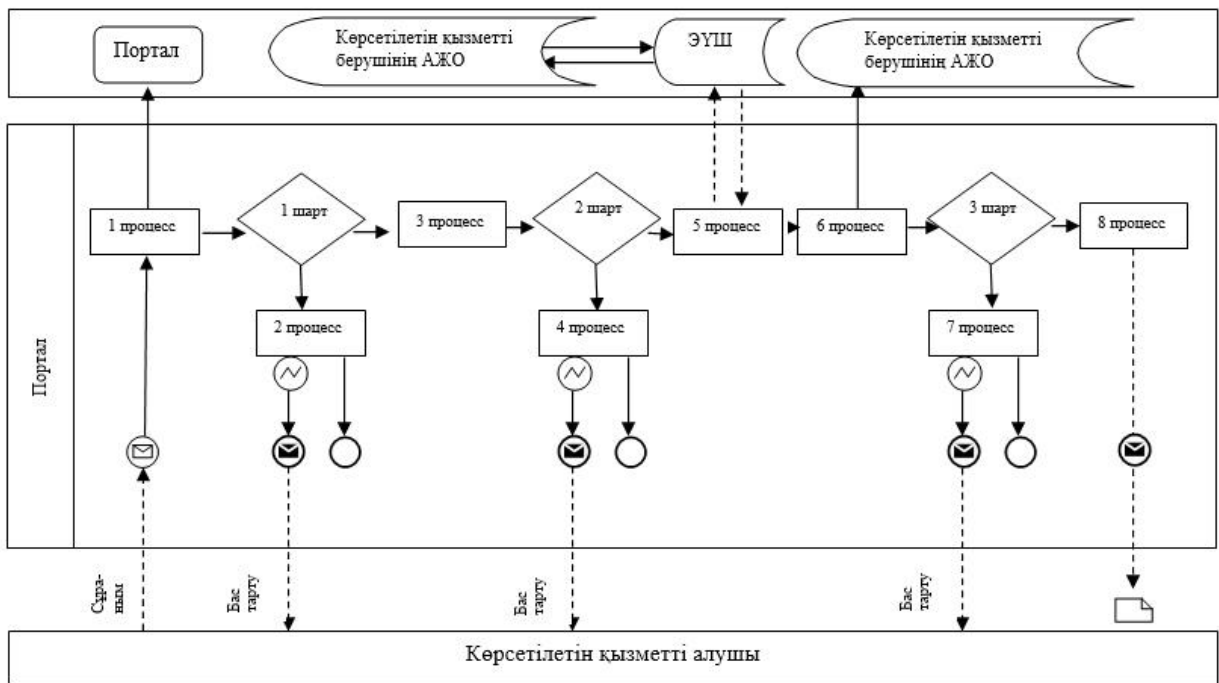 Портал
Көрсетілетін қызметті
берушінің АЖО
ЭҮШ
Көрсетілетін қызметті
берушінің АЖО
1 процесс
1 шарт
3 процесс
2 шарт
5 процесс
6 процесс
3 шарт
8 процесс
2 процесс
4 процесс
7 процесс
Портал
Сұра-
ным
Бас
тарту
Бас
тарту
Бас
тарту
Көрсетілетін қызметті алушы